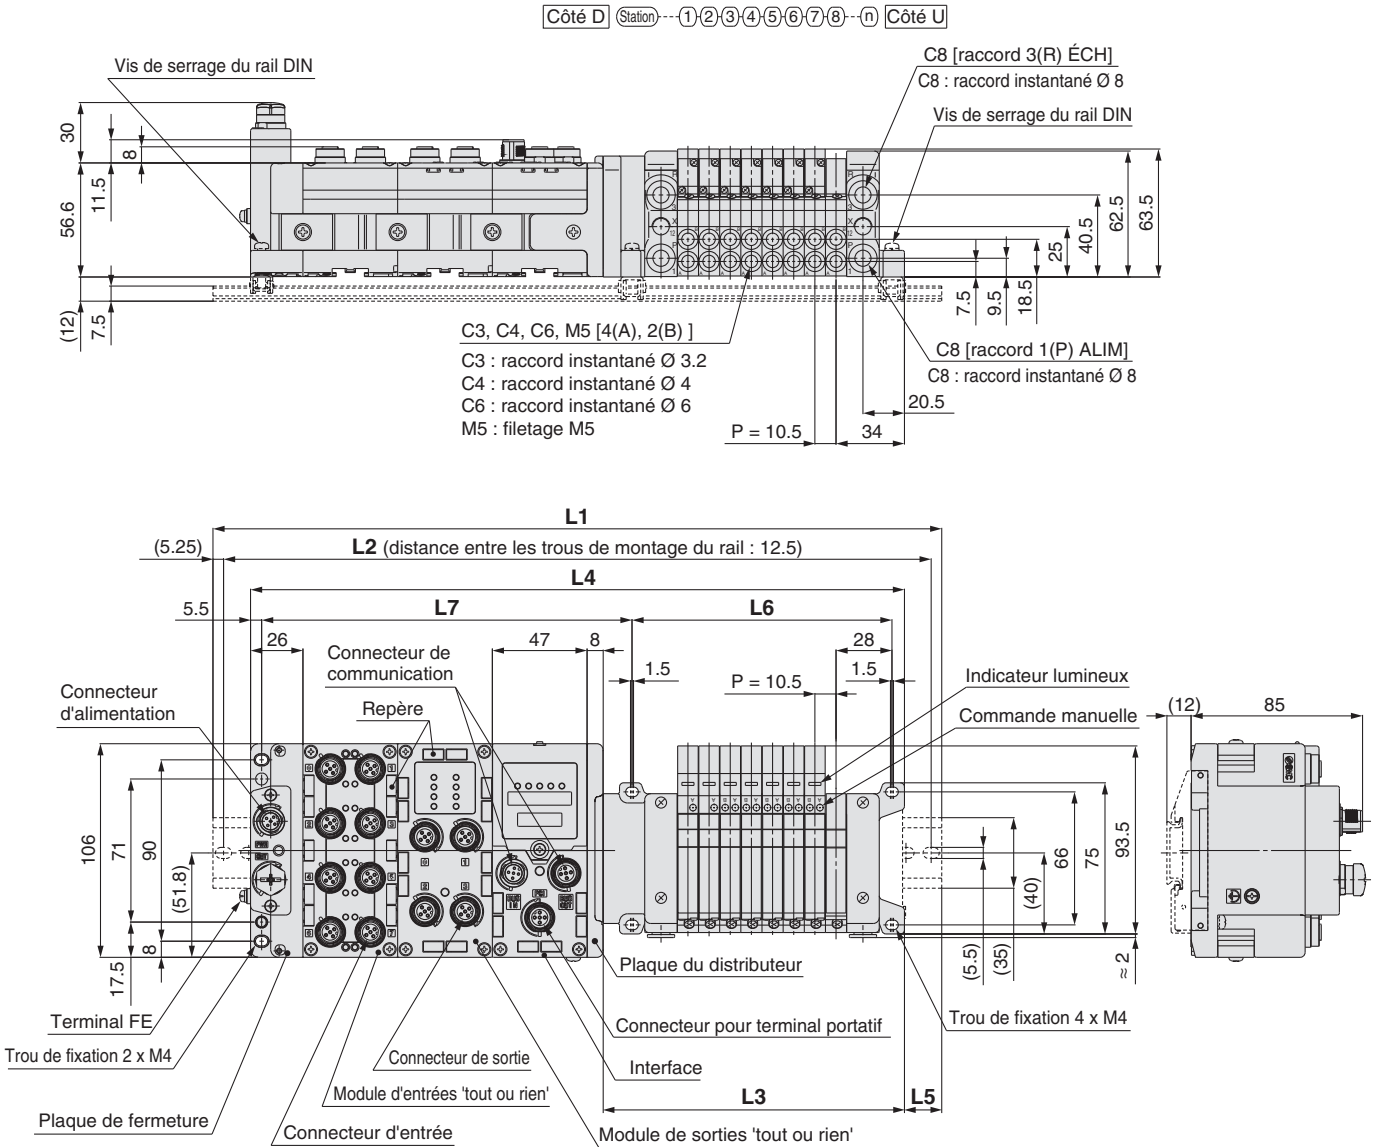 Côté D Station 1 2 3 4 5 6 7 8 n Côté U
C8 [raccord 3(R) ÉCH]
C8 : raccord instantané Ø 8
Vis de serrage du rail DIN
Vis de serrage du rail DIN
30
8
11.5
56.6
(12)
7.5
R
R
X
X
P
P
7.5
9.5
18.5
25
40.5
62.5
63.5
C3, C4, C6, M5 [4(A), 2(B) ]
C3 : raccord instantané Ø 3.2
C4 : raccord instantané Ø 4
C6 : raccord instantané Ø 6
M5 : filetage M5
C8 [raccord 1(P) ALIM]
C8 : raccord instantané Ø 8
20.5
P = 10.5
34
L1
(5.25)
L2 (distance entre les trous de montage du rail : 12.5)
L4
5.5
L7
L6
26
Connecteur de
communication
47
8
28
1.5
1.5
P = 10.5
Connecteur
d'alimentation
Repère
Indicateur lumineux
Commande manuelle
(12)
85
106
71
90
(51.8)
17.5
8
66
75
93.5
(40)
(5.5)
(35)
≈ 2
SMC
Terminal FE
Trou de fixation 2 x M4
Plaque de fermeture
Connecteur d'entrée
Module d'entrées 'tout ou rien'
Connecteur de sortie
Module de sorties 'tout ou rien'
Interface
Connecteur pour terminal portatif
Plaque du distributeur
Trou de fixation 4 x M4
L3
L5